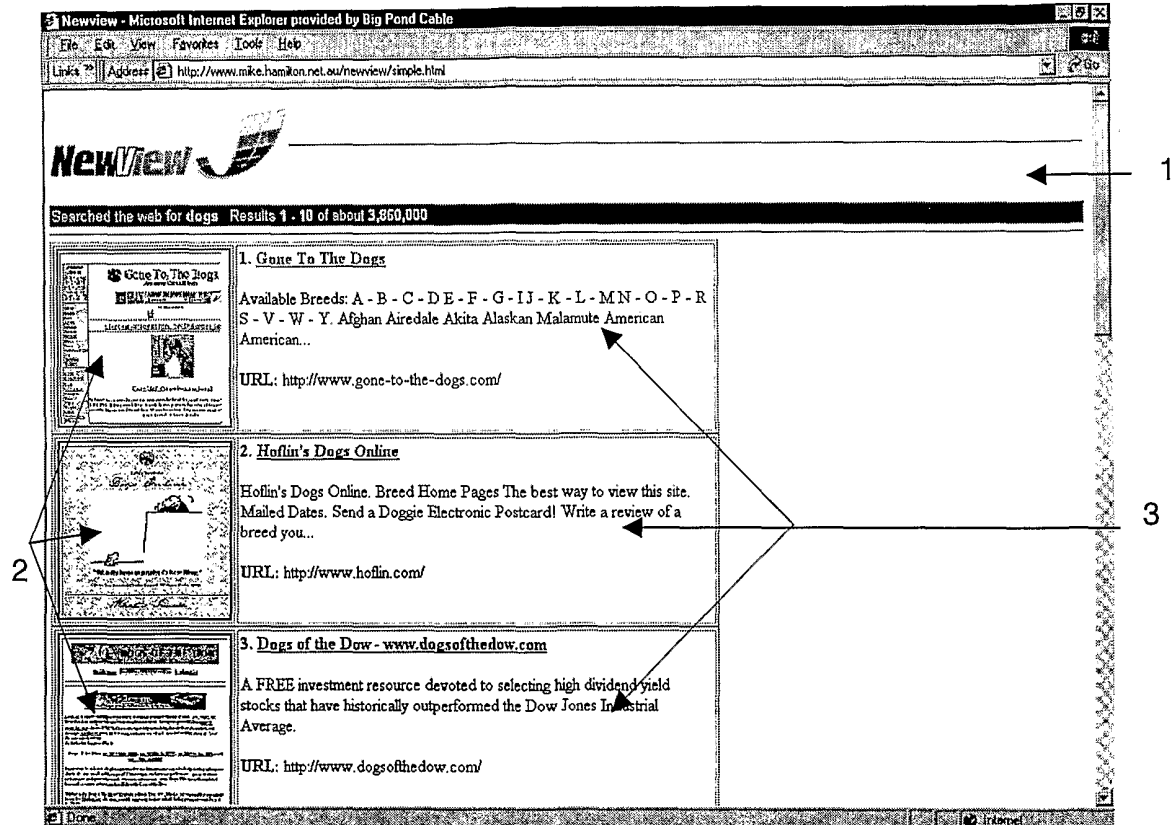 Newview - Microsoft Internet Explorer provided by Big Pond Cable
File Edit View Favorites Tools Help
Links » Address http://www.mike.hamilton.net.au/newview/simple.html Go
NewView
1
Searched the web for dogs Results 1 - 10 of about 3,860,000
Gone To The Dogs
1. Gone To The Dogs
Available Breeds: A - B - C - D E - F - G - I J - K - L - M N - O - P - R
S - V - W - Y. Afghan Airedale Akita Alaskan Malamute American
American...
URL: http://www.gone-to-the-dogs.com/
2. Hoflin's Dogs Online
Hoflin's Dogs Online. Breed Home Pages The best way to view this site.
Mailed Dates. Send a Doggie Electronic Postcard! Write a review of a
breed you...
3
2
URL: http://www.hoflin.com/
3. Dogs of the Dow - www.dogsofthedow.com
A FREE investment resource devoted to selecting high dividend yield
stocks that have historically outperformed the Dow Jones Industrial
Average.
URL: http://www.dogsofthedow.com/
Done Internet